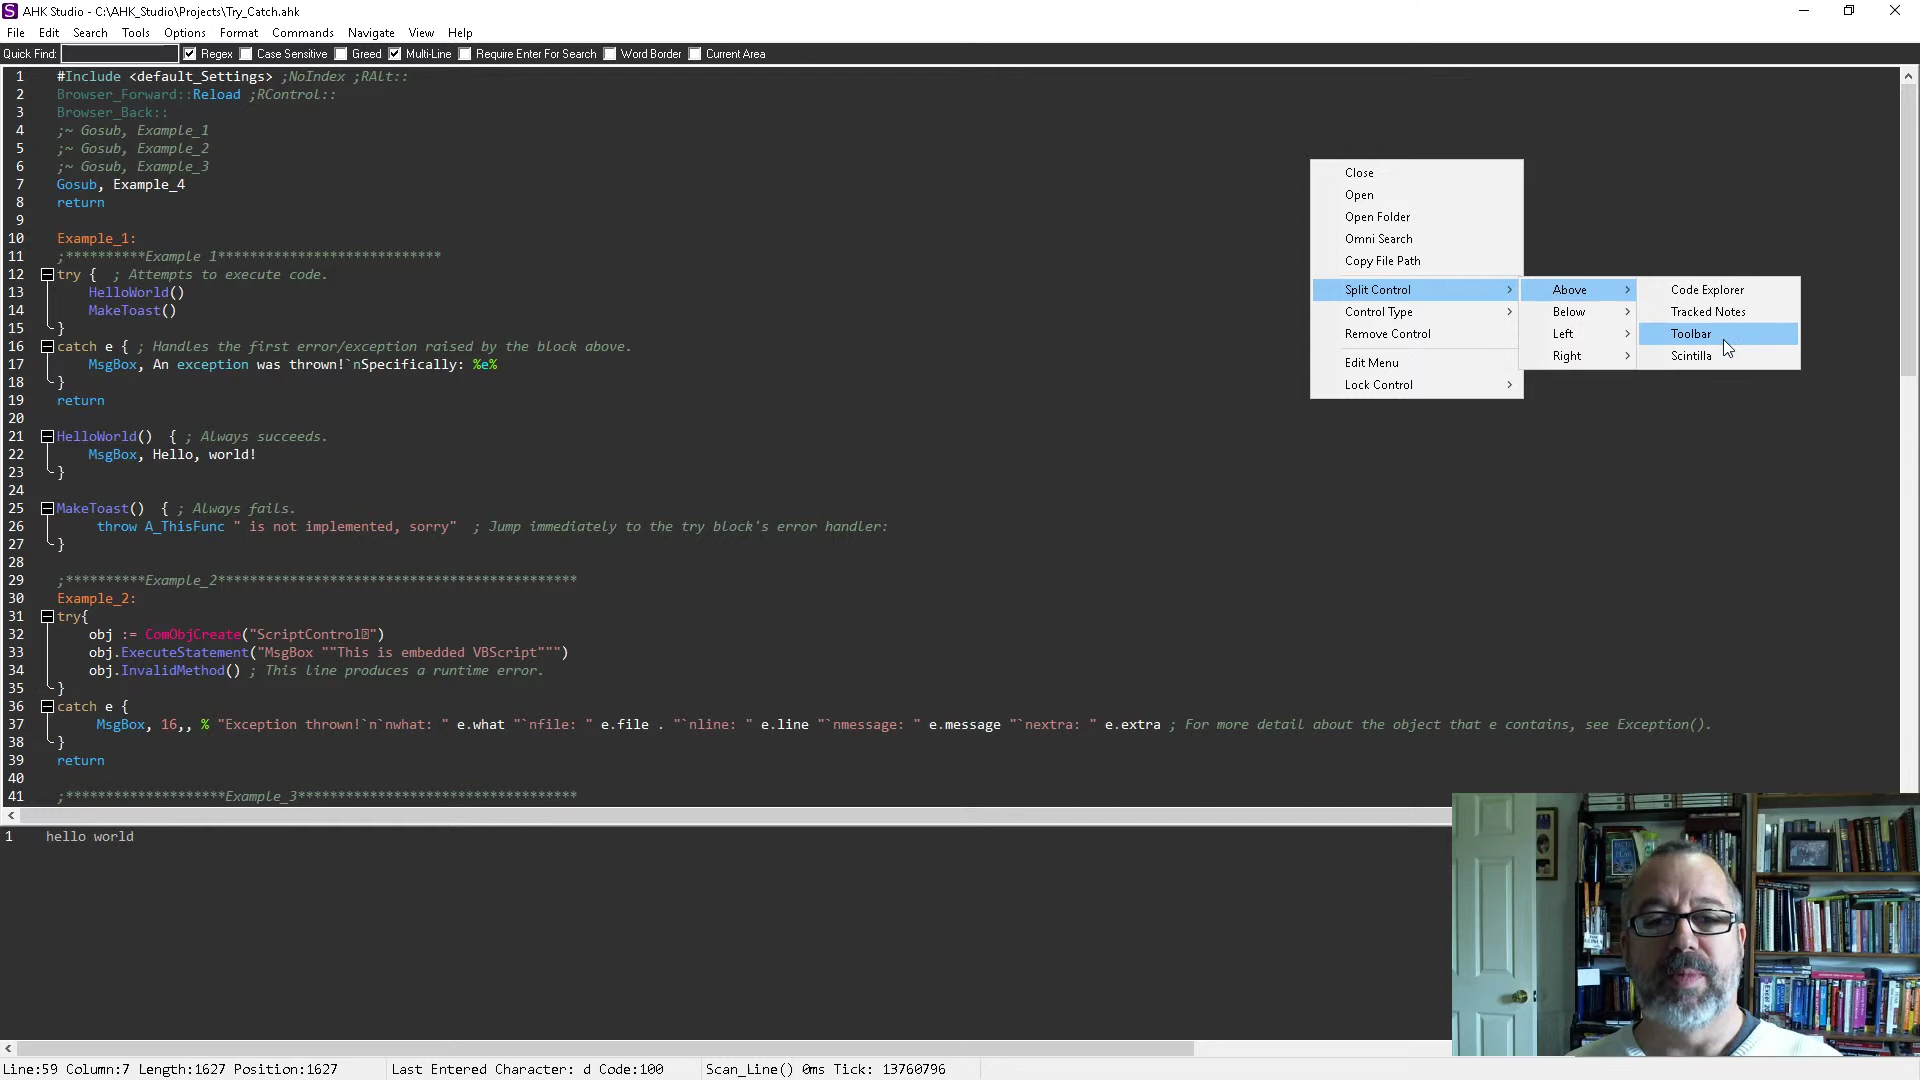 AHK Studio - C:\AHK_Studio\Projects\Try_Catch.ahk
File Edit Search Tools Options Format Commands Navigate View Help
Quick Find: Regex Case Sensitive Greed Multi-Line Require Enter For Search Word Border Current Area
1 #Include <default_Settings> ;NoIndex ;RAlt::
2 Browser_Forward::Reload ;RControl::
3 Browser_Back::
4 ;~ Gosub, Example_1
5 ;~ Gosub, Example_2
6 ;~ Gosub, Example_3
7 Gosub, Example_4
8 return
9
10 Example_1:
11 ;**********Example 1****************************
12 try {  ; Attempts to execute code.
13 HelloWorld()
14 MakeToast()
15 }
16 catch e { ; Handles the first error/exception raised by the block above.
17 MsgBox, An exception was thrown!`nSpecifically: %e%
18 }
19 return
20
21 HelloWorld()  { ; Always succeeds.
22 MsgBox, Hello, world!
23 }
24
25 MakeToast()  { ; Always fails.
26 throw A_ThisFunc " is not implemented, sorry"  ; Jump immediately to the try block's error handler:
27 }
28
29 ;**********Example_2*********************************************
30 Example_2:
31 try{
32 obj := ComObjCreate("ScriptControl")
33 obj.ExecuteStatement("MsgBox ""This is embedded VBScript""")
34 obj.InvalidMethod() ; This line produces a runtime error.
35 }
36 catch e {
37 MsgBox, 16,, % "Exception thrown!`n`nwhat: " e.what "`nfile: " e.file . "`nline: " e.line "`nmessage: " e.message "`nextra: " e.extra ; For more detail about the object that e contains, see Exception().
38 }
39 return
40
41 ;********************Example_3***********************************
Close
Open
Open Folder
Omni Search
Copy File Path
Split Control
Control Type
Remove Control
Edit Menu
Lock Control
Above
Below
Left
Right
Code Explorer
Tracked Notes
Toolbar
Scintilla
1 hello world
Line:59 Column:7 Length:1627 Position:1627 Last Entered Character: d Code:100 Scan_Line() 0ms Tick: 13760796